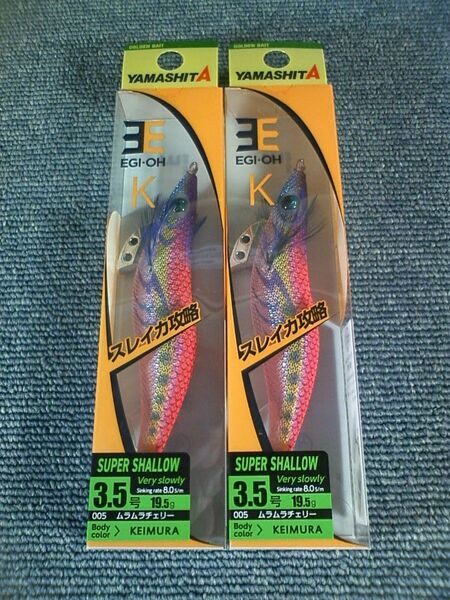 GOLDEN BAIT
YAMASHITA
EGI-OH
K
スレイカ攻略
SUPER SHALLOW
Very slowly
3.5号
Sinking rate 8.0s/m
19.5g
005 ムラムラチェリー
Body color > KEIMURA
GOLDEN BAIT
YAMASHITA
EGI-OH
K
スレイカ攻略
SUPER SHALLOW
Very slowly
3.5号
Sinking rate 8.0s/m
19.5g
005 ムラムラチェリー
Body color > KEIMURA